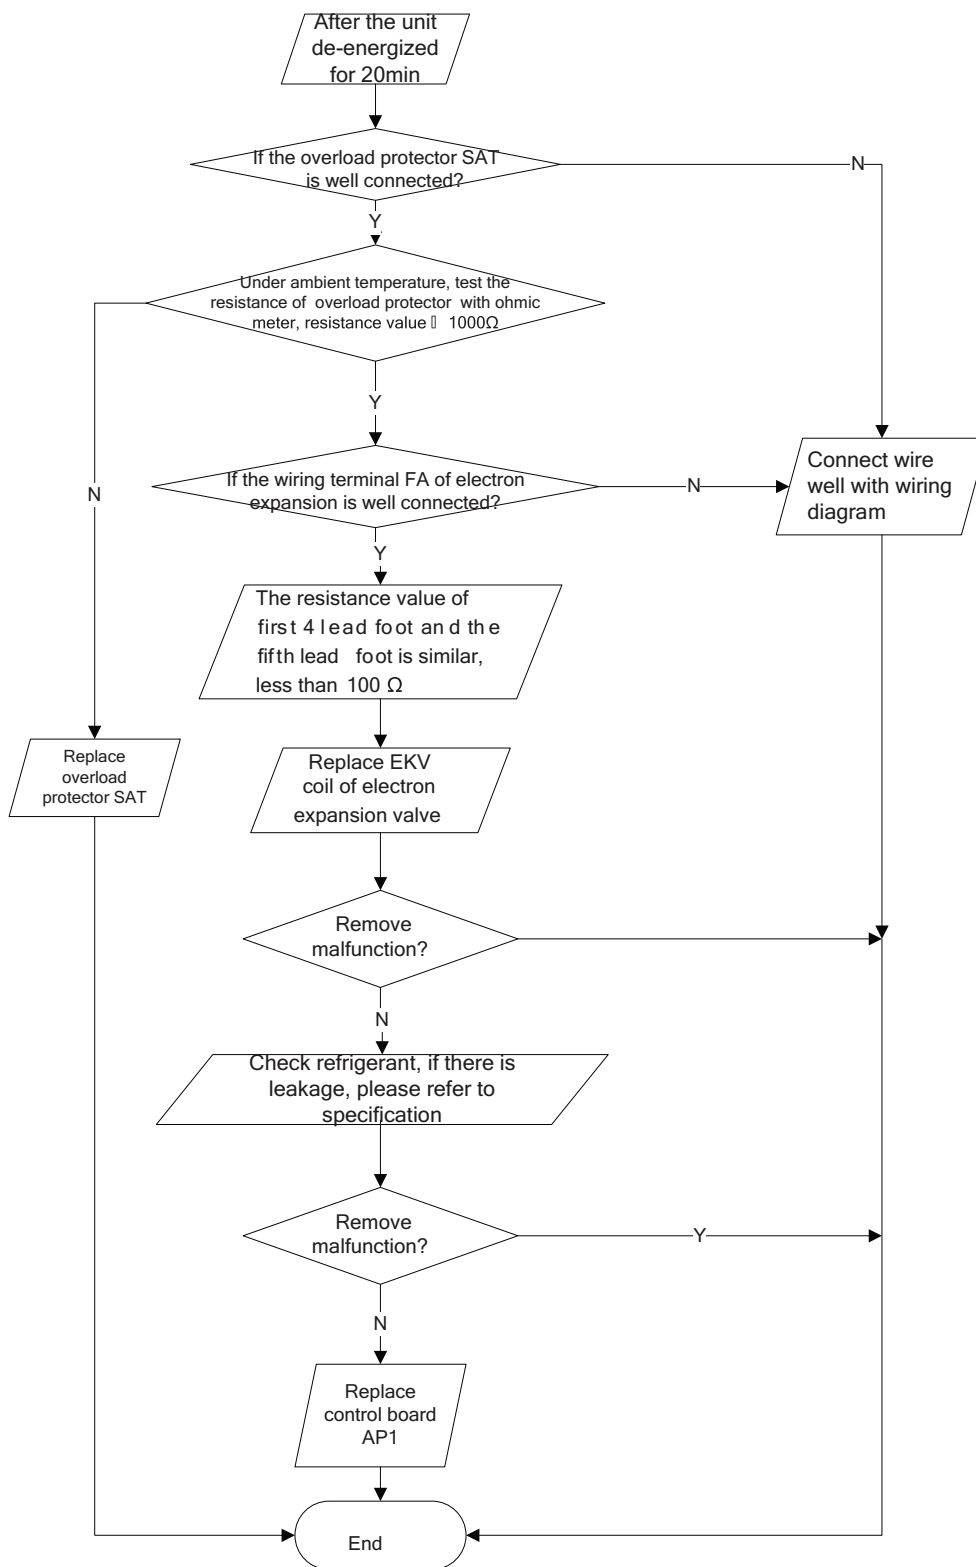 After the unit
de-energized
for 20min
If the overload protector SAT
is well connected?
N
Y
Under ambient temperature, test the
resistance of overload protector with ohmic
meter, resistance value 1000Ω
Y
N
If the wiring terminal FA of electron
expansion is well connected?
N
Connect wire
well with wiring
diagram
Y
The resistance value of
first 4 lead foot and the
fifth lead foot is similar,
less than 100 Ω
Replace
overload
protector SAT
Replace EKV
coil of electron
expansion valve
Remove
malfunction?
N
Check refrigerant, if there is
leakage, please refer to
specification
Remove
malfunction?
Y
N
Replace
control board
AP1
End